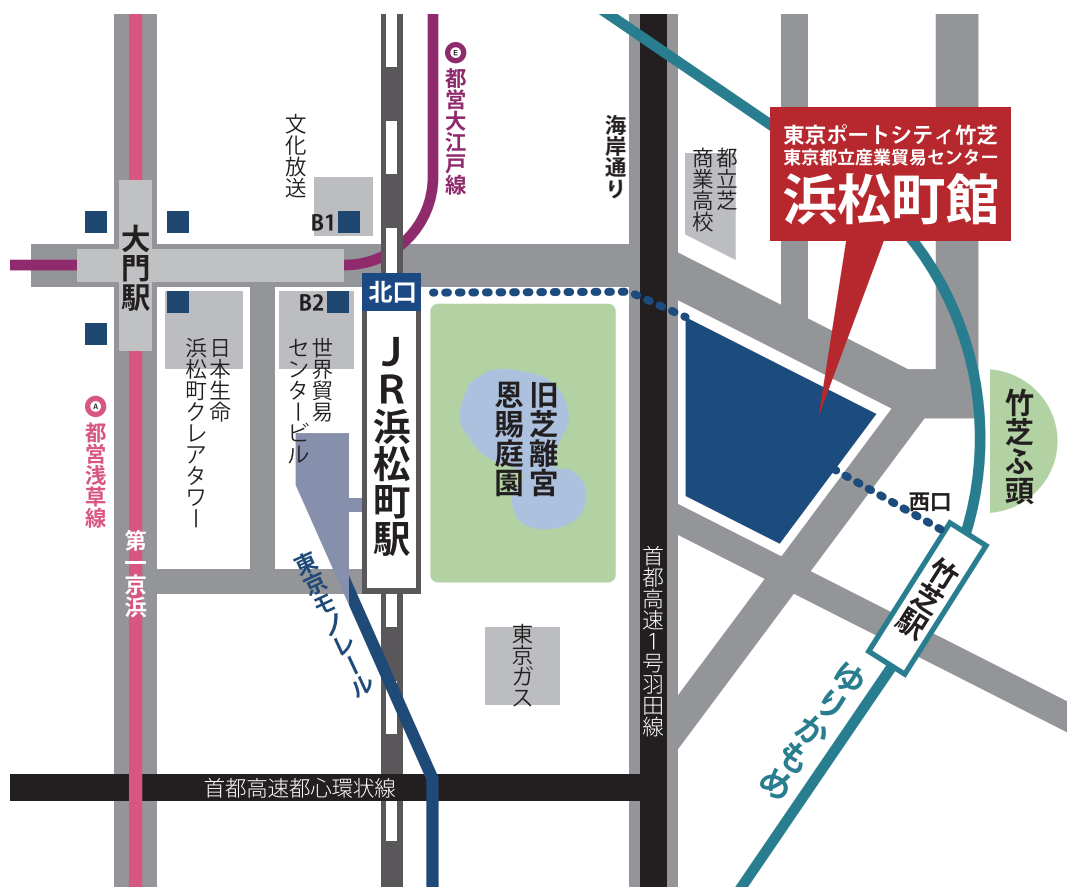 E
都営大江戸線
文化放送
海岸通り
東京ポートシティ竹芝
東京都立産業貿易センター
浜松町館
都立芝
商業高校
B1
大門駅
北口
B2
日本生命
浜松町クレアタワー
世界貿易
センタービル
JR浜松町駅
旧芝離宮
恩賜庭園
竹芝ふ頭
A
都営浅草線
西口
第一京浜
東京モノレール
首都高速1号羽田線
竹芝駅
東京ガス
ゆりかもめ
首都高速都心環状線